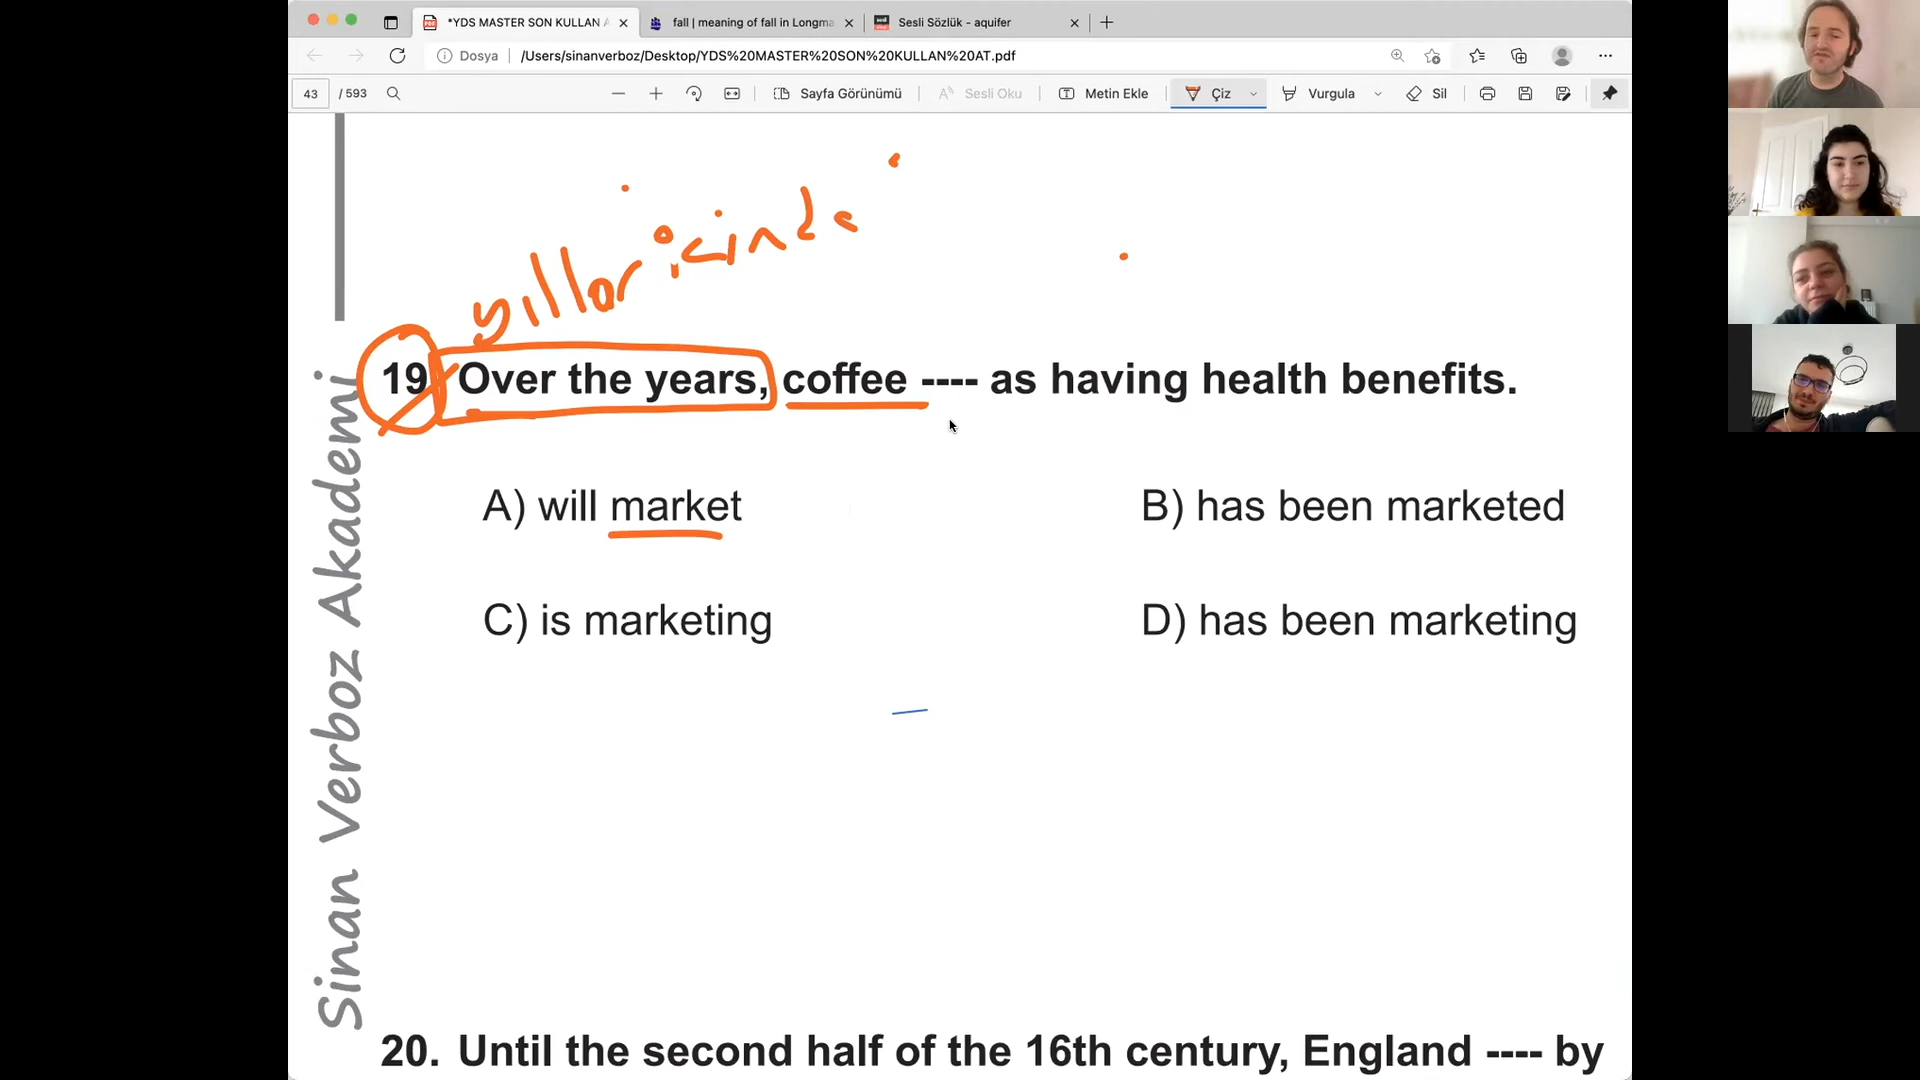 *YDS MASTER SON KULLAN A
fall | meaning of fall in Longma
Sesli Sözlük - aquifer
Dosya
/Users/sinanverboz/Desktop/YDS%20MASTER%20SON%20KULLAN%20AT.pdf
43 / 593
Sayfa Görünümü
Sesli Oku
Metin Ekle
Çiz
Vurgula
Sil
yıllar içinde
19. Over the years, coffee ---- as having health benefits.
A) will market
B) has been marketed
C) is marketing
D) has been marketing
Sinan Verboz Akademi
20. Until the second half of the 16th century, England ---- by